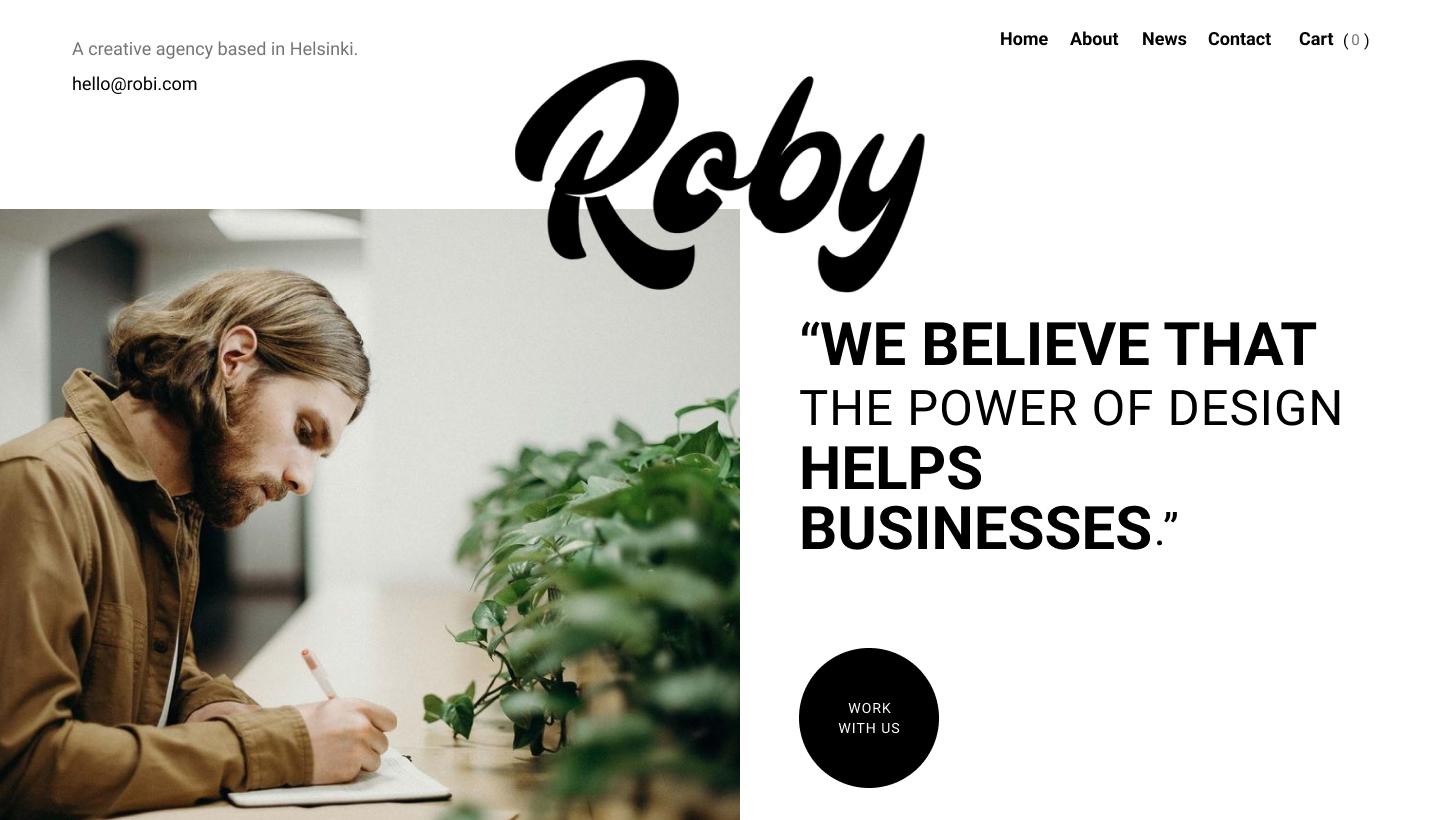 A creative agency based in Helsinki.
hello@robi.com
Home About News Contact Cart (0)
Roby
“WE BELIEVE THAT
THE POWER OF DESIGN
HELPS
BUSINESSES.”
WORK
WITH US